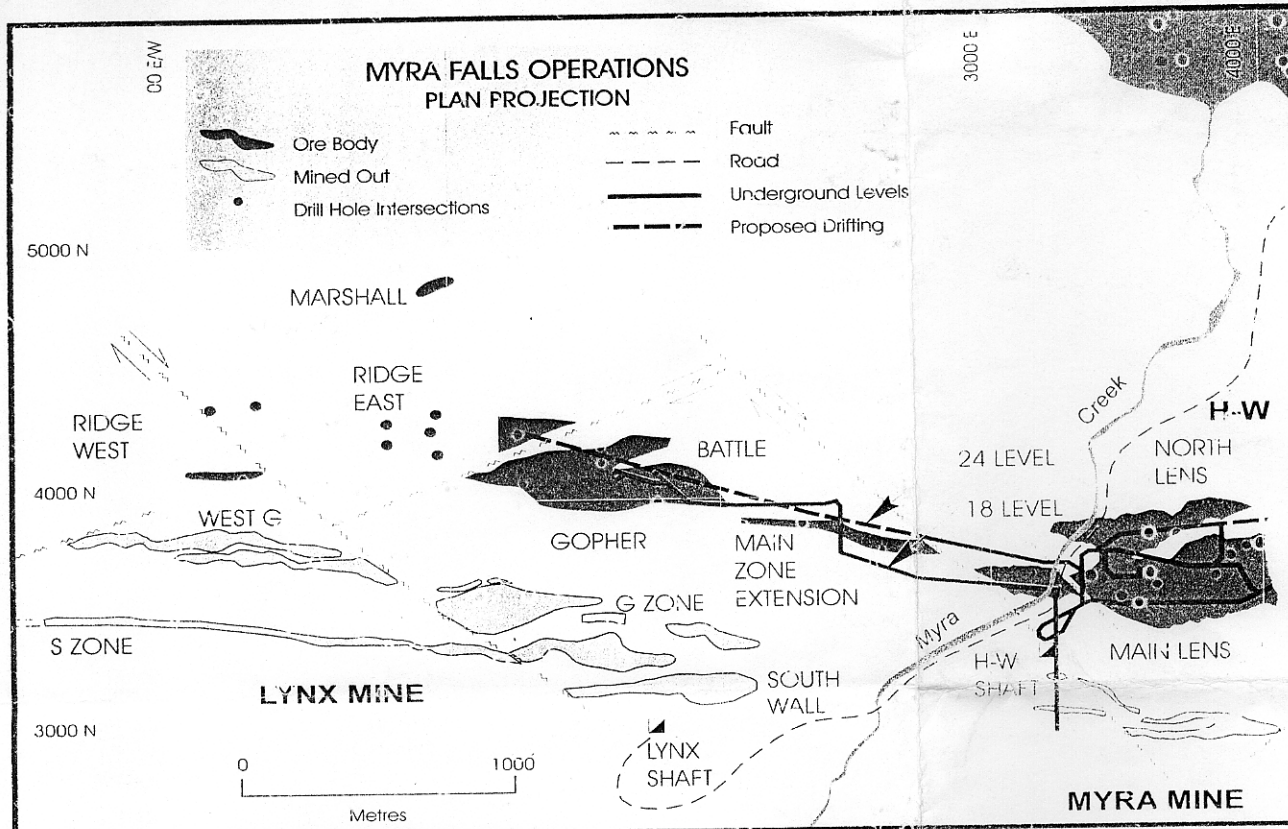 00 E/W
3000 E
4000 E
MYRA FALLS OPERATIONS
PLAN PROJECTION
Ore Body
Mined Out
Drill Hole Intersections
Fault
Road
Underground Levels
Proposed Drifting
5000 N
MARSHALL
RIDGE
EAST
RIDGE
WEST
Creek
H-W
NORTH
LENS
BATTLE
24 LEVEL
4000 N
18 LEVEL
WEST G
GOPHER
MAIN
ZONE
EXTENSION
G ZONE
Myra
S ZONE
MAIN LENS
H-W
SHAFT
LYNX MINE
SOUTH
WALL
3000 N
LYNX
SHAFT
0
1000
Metres
MYRA MINE